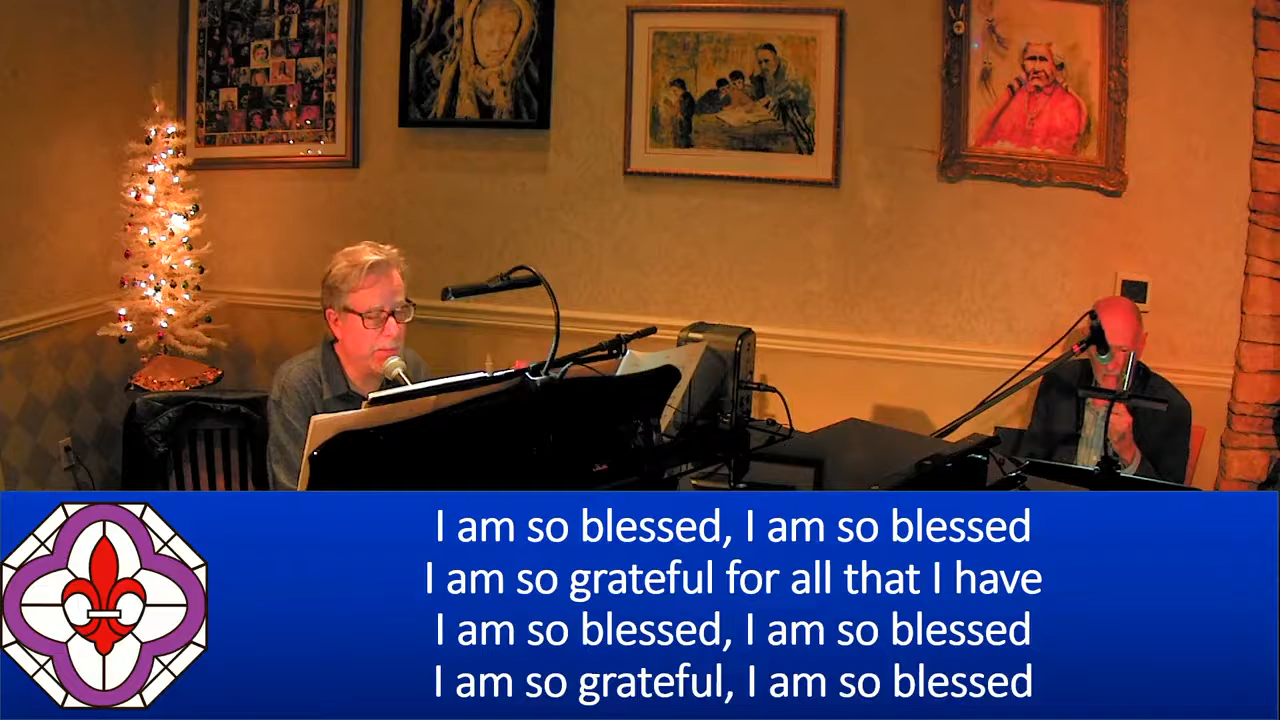 I am so blessed, I am so blessed
I am so grateful for all that I have
I am so blessed, I am so blessed
I am so grateful, I am so blessed